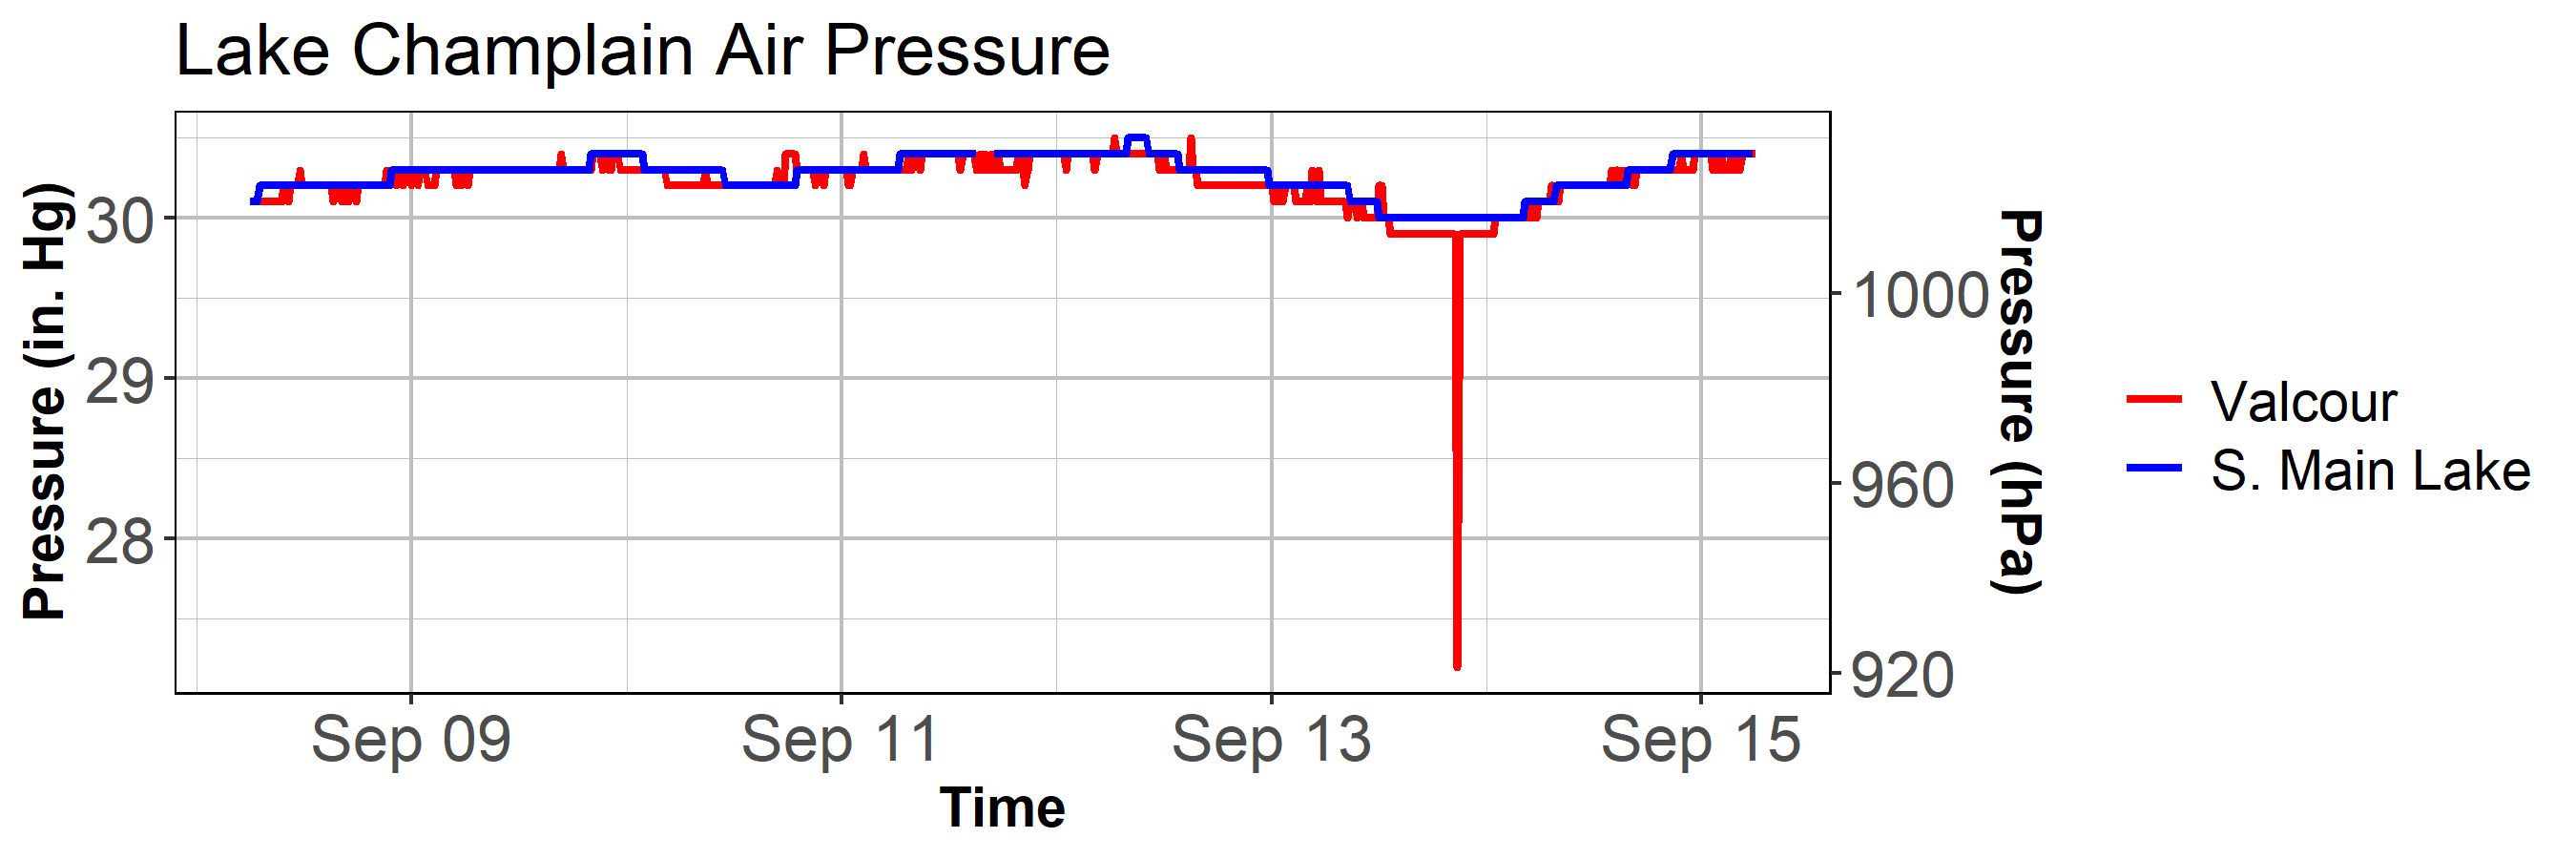 Lake Champlain Air Pressure
Pressure (in. Hg)
30
29
28
1000
960
920
Pressure (hPa)
Sep 09
Sep 11
Sep 13
Sep 15
Time
Valcour
S. Main Lake